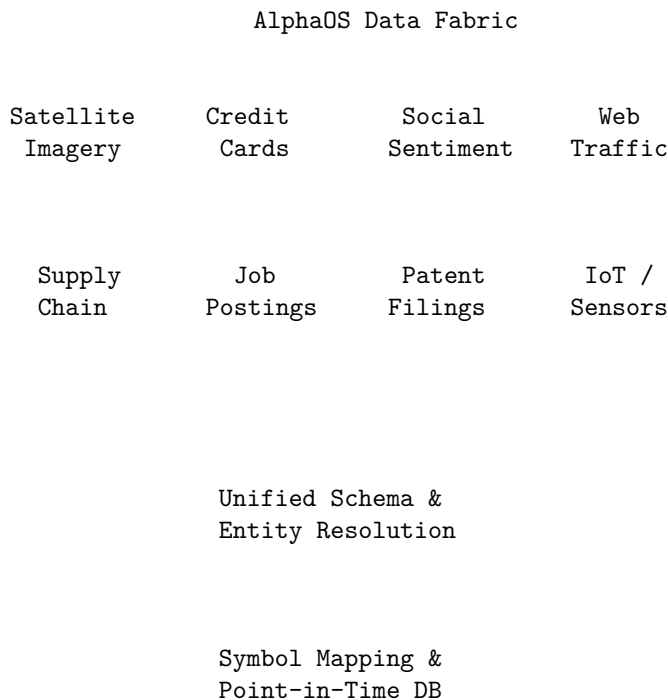 AlphaOS Data Fabric
Satellite Credit Social Web
Imagery Cards Sentiment Traffic
Supply Job Patent IoT /
Chain Postings Filings Sensors
Unified Schema &
Entity Resolution
Symbol Mapping &
Point-in-Time DB